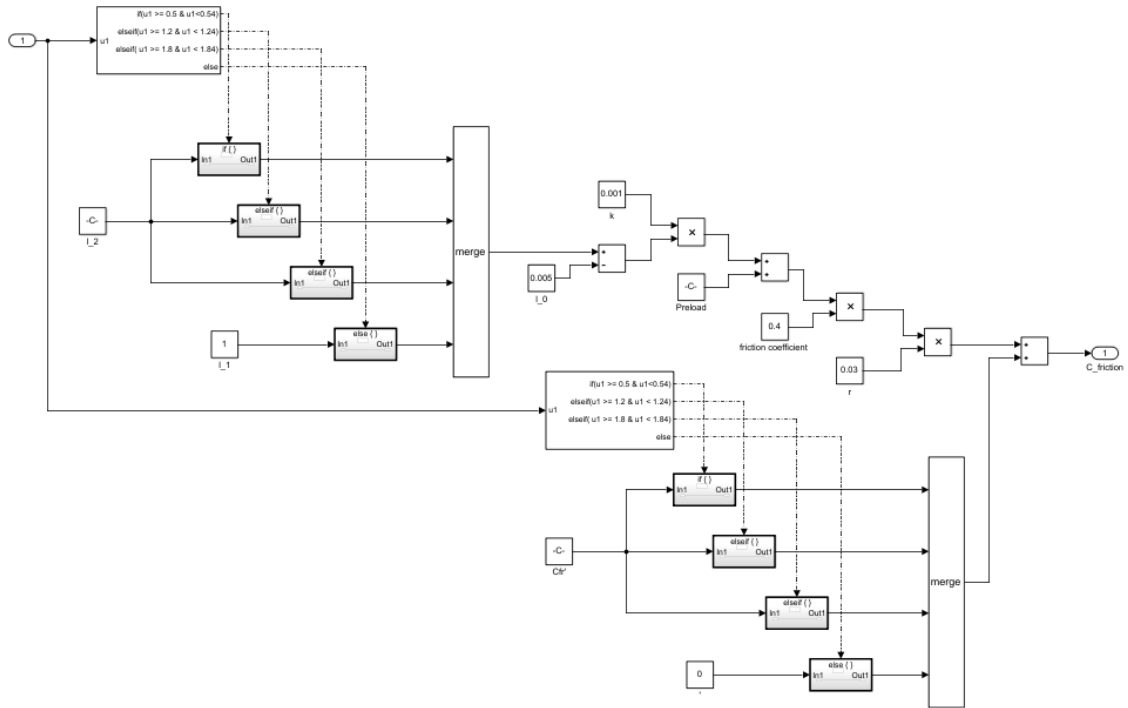 1
u1
if(u1 >= 0.5 & u1<0.54)
elseif(u1 >= 1.2 & u1 < 1.24)
elseif( u1 >= 1.8 & u1 < 1.84)
else
if { }
In1 Out1
-C-
l_2
elseif { }
In1 Out1
elseif { }
In1 Out1
1
l_1
else { }
In1 Out1
merge
0.001
k
0.005
l_0
+
−
×
-C-
Preload
+
+
0.4
friction coefficient
×
0.03
r
×
+
+
1
C_friction
u1
if(u1 >= 0.5 & u1<0.54)
elseif(u1 >= 1.2 & u1 < 1.24)
elseif( u1 >= 1.8 & u1 < 1.84)
else
if { }
In1 Out1
-C-
Cfr'
elseif { }
In1 Out1
elseif { }
In1 Out1
0
else { }
In1 Out1
merge